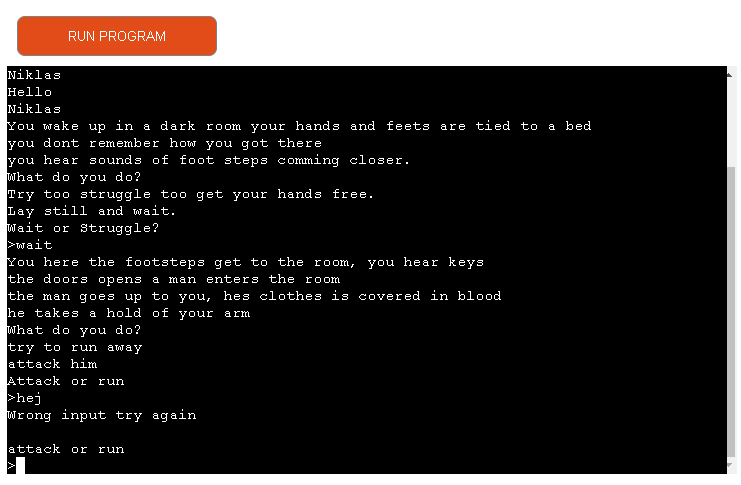 RUN PROGRAM
Niklas
Hello
Niklas
You wake up in a dark room your hands and feets are tied to a bed
you dont remember how you got there
you hear sounds of foot steps comming closer.
What do you do?
Try too struggle too get your hands free.
Lay still and wait.
Wait or Struggle?
>wait
You here the footsteps get to the room, you hear keys
the doors opens a man enters the room
the man goes up to you, hes clothes is covered in blood
he takes a hold of your arm
What do you do?
try to run away
attack him
Attack or run
>hej
Wrong input try again
attack or run
>